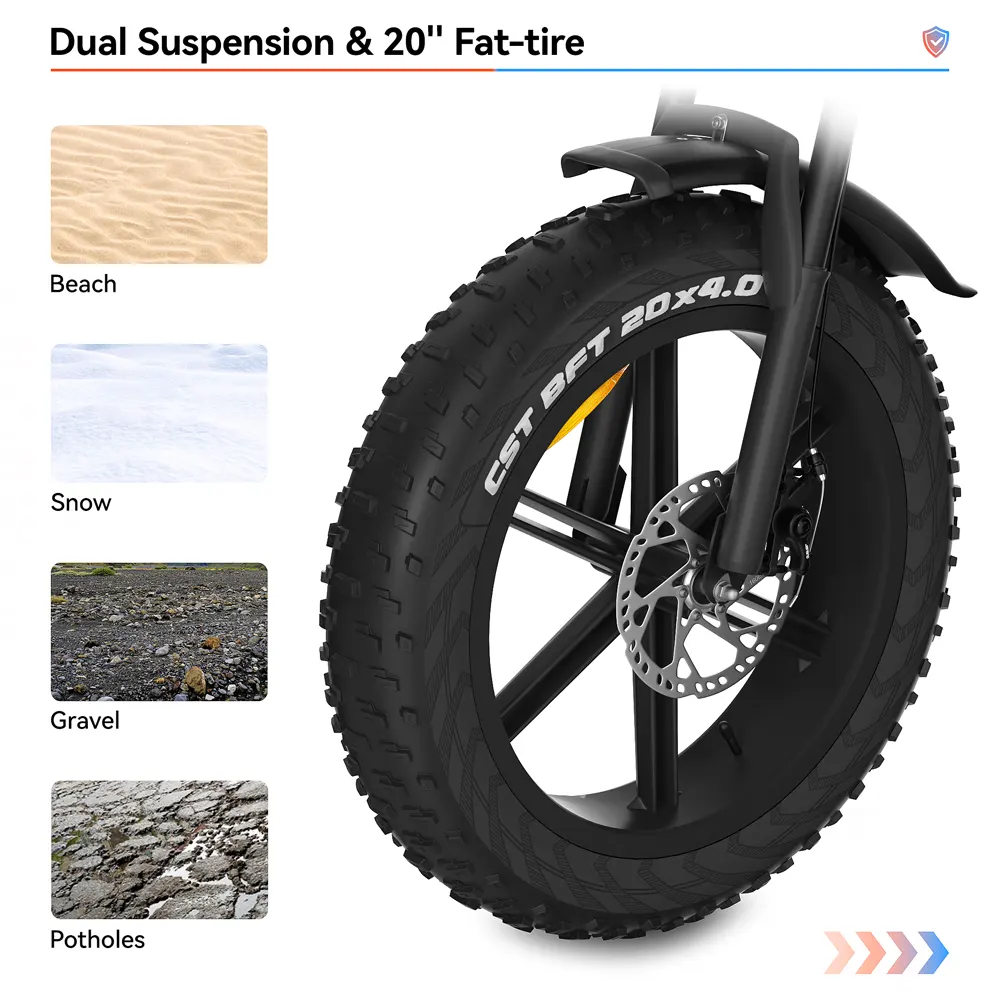 Dual Suspension & 20" Fat-tire
Beach
Snow
Gravel
Potholes
CST BFT 20x4.0